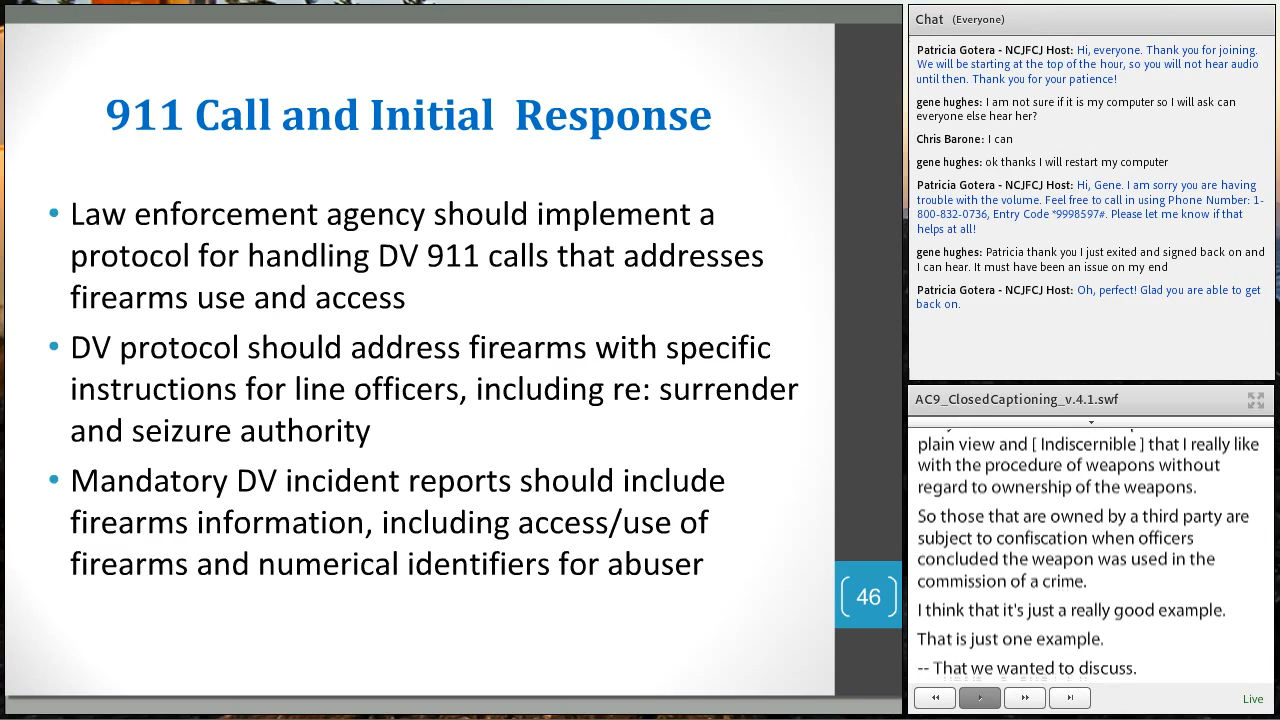 911 Call and Initial Response
• Law enforcement agency should implement a
protocol for handling DV 911 calls that addresses
firearms use and access
• DV protocol should address firearms with specific
instructions for line officers, including re: surrender
and seizure authority
• Mandatory DV incident reports should include
firearms information, including access/use of
firearms and numerical identifiers for abuser
46
Chat (Everyone)
Patricia Gotera - NCJFCJ Host: Hi, everyone. Thank you for joining.
We will be starting at the top of the hour, so you will not hear audio
until then. Thank you for your patience!
gene hughes: I am not sure if it is my computer so I will ask can
everyone else hear her?
Chris Barone: I can
gene hughes: ok thanks I will restart my computer
Patricia Gotera - NCJFCJ Host: Hi, Gene. I am sorry you are having
trouble with the volume. Feel free to call in using Phone Number: 1-
800-832-0736, Entry Code *9998597#. Please let me know if that
helps at all!
gene hughes: Patricia thank you I just exited and signed back on and
I can hear. It must have been an issue on my end
Patricia Gotera - NCJFCJ Host: Oh, perfect! Glad you are able to get
back on.
AC9_ClosedCaptioning_v.4.1.swf
plain view and [ Indiscernible ] that I really like
with the procedure of weapons without
regard to ownership of the weapons.
So those that are owned by a third party are
subject to confiscation when officers
concluded the weapon was used in the
commission of a crime.
I think that it's just a really good example.
That is just one example.
-- That we wanted to discuss.
Live